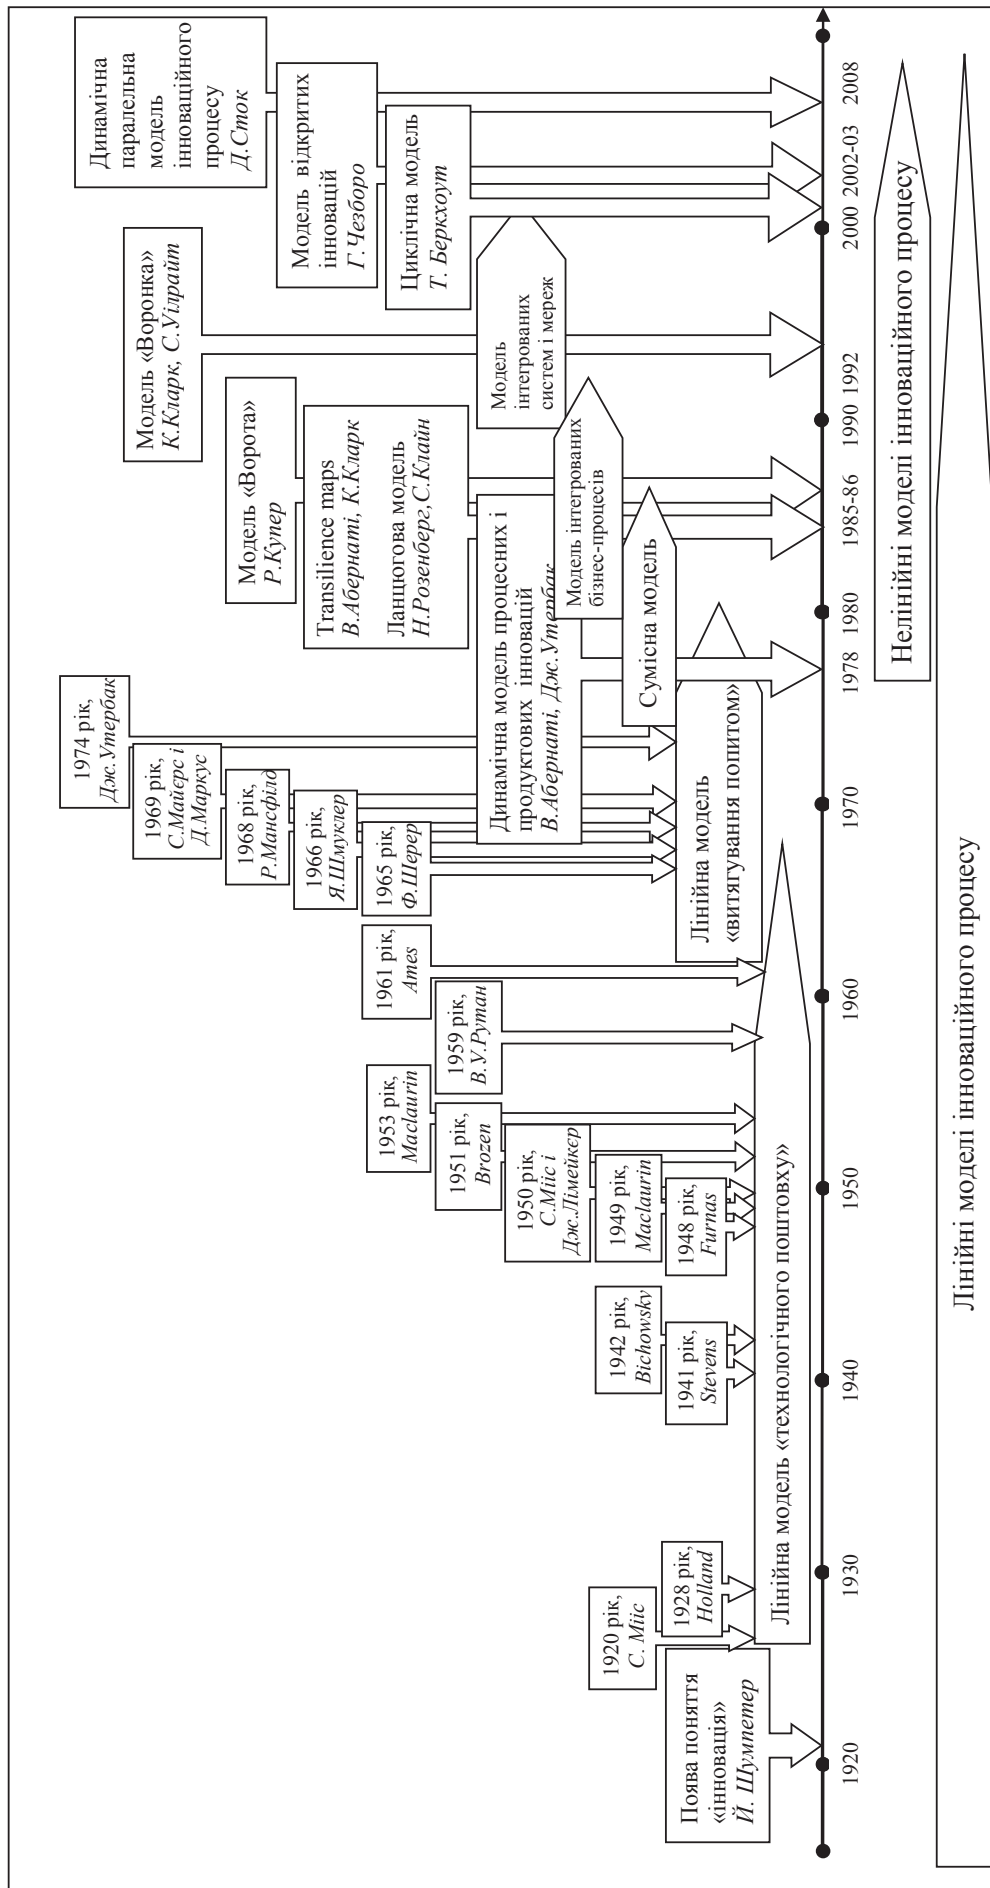 Динамічна
паралельна
модель
інноваційного
процесу
Д.Сток
Модель відкритих
інновацій
Г.Чезборо
Циклічна модель
Т. Беркхоут
Модель «Воронка»
К.Кларк, С.Уілрайт
Модель
інтегрованих
систем і мереж
Модель «Ворота»
Р.Купер
Transilience maps
В.Абернаті, К.Кларк
Ланцюгова модель
Н.Розенберг,С.Клайн
Динамічна модель процесних і
продуктових інновацій
В.Абернаті, Дж.Утербак
Модель інтегрованих
бізнес-процесів
Сумісна модель
1974 рік,
Дж.Утербак
1969 рік,
С.Майєрс і
Д.Маркус
1968 рік,
Р.Мансфілд
1966 рік,
Я.Шмуклер
1965 рік,
Ф.Шерер
Лінійна модель
«витягування попитом»
1961 рік,
Ames
1959 рік,
В.У.Рутан
1953 рік,
Maclaurin
1951 рік,
Brozen
1950 рік,
С.Мііс і
Дж.Лімейкєр
1949 рік,
Maclaurin
1948 рік,
Furnas
1942 рік,
Bichowsky
1941 рік,
Stevens
1920 рік,
С. Мііс
1928 рік,
Holland
Поява поняття
«інновація»
Й. Шумпетер
Лінійна модель «технологічного поштовху»
1920
1930
1940
1950
1960
1970
1978
1980
1985-86
1990
1992
2000
2002-03
2008
Нелінійні моделі інноваційного процесу
Лінійні моделі інноваційного процесу